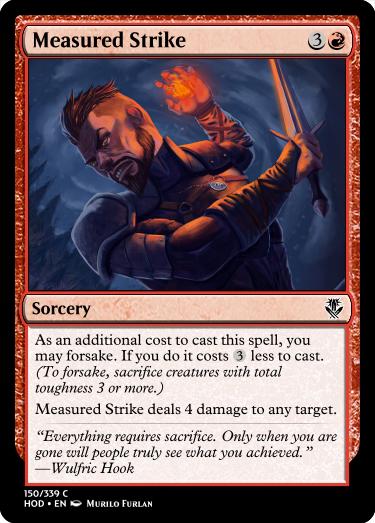 Measured Strike 3
Sorcery
As an additional cost to cast this spell, you
may forsake. If you do it costs 3 less to cast.
(To forsake, sacrifice creatures with total
toughness 3 or more.)
Measured Strike deals 4 damage to any target.
“Everything requires sacrifice. Only when you are
gone will people truly see what you achieved.”
—Wulfric Hook
150/339 C
HOD • EN Murilo Furlan